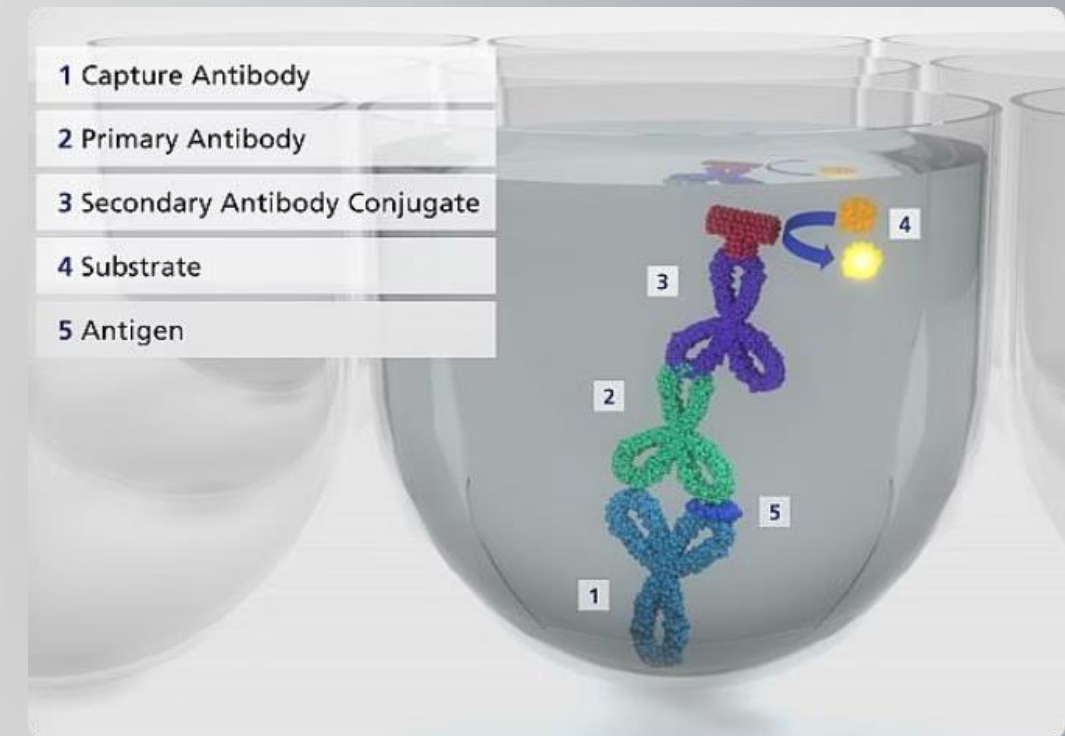 1 Capture Antibody
2 Primary Antibody
3 Secondary Antibody Conjugate
4 Substrate
5 Antigen
4
3
2
5
1